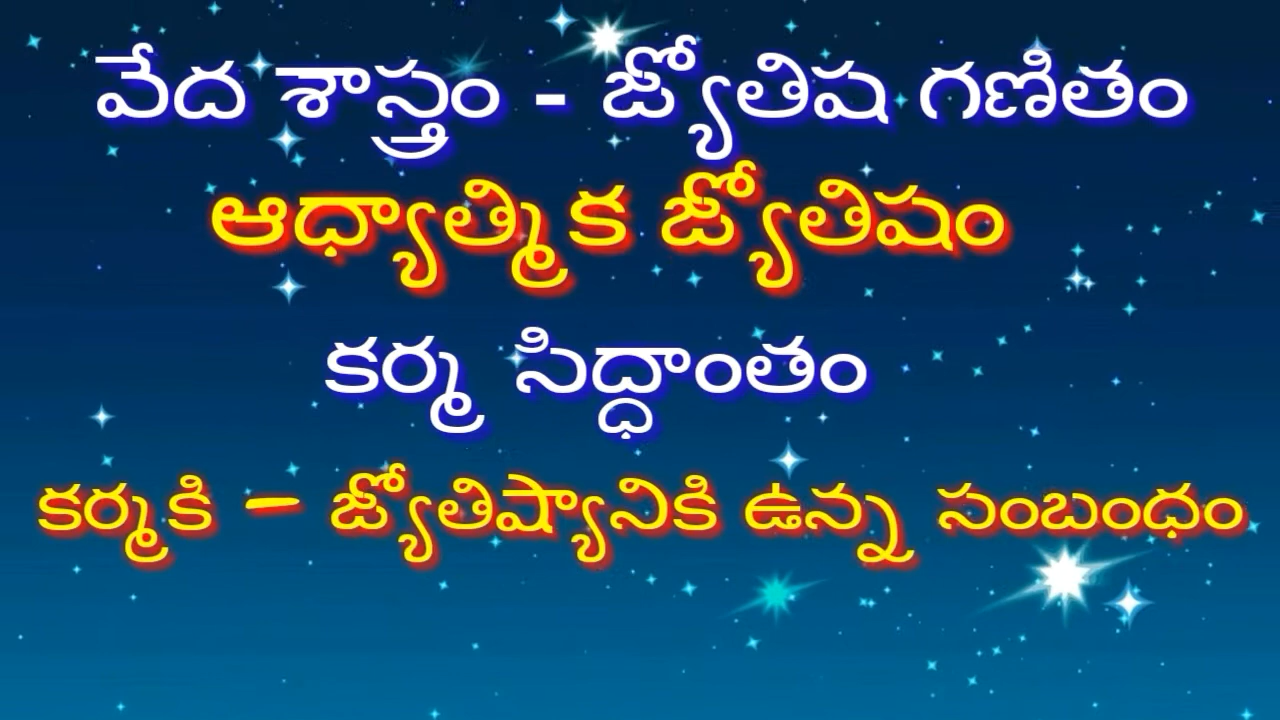 వేద శాస్త్రం - జ్యోతిష గణితం
ఆధ్యాత్మిక జ్యోతిషం
కర్మ సిద్ధాంతం
కర్మకి – జ్యోతిష్యానికి ఉన్న సంబంధం